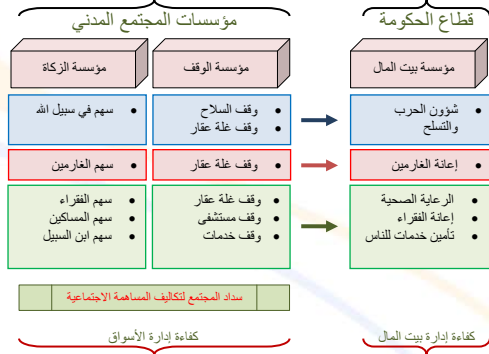 قطاع الحكومة
مؤسسات المجتمع المدني
مؤسسة بيت المال
مؤسسة الوقف
مؤسسة الزكاة
شؤون الحرب
والتسلح
وقف السلاح
وقف غلة عقار
سهم في سبيل الله
إعانة الغارمين
وقف غلة عقار
سهم الغارمين
الرعاية الصحية
إعانة الفقراء
تأمين خدمات للناس
وقف غلة عقار
وقف مستشفى
وقف خدمات
سهم الفقراء
سهم المساكين
سهم ابن السبيل
سداد المجتمع لتكاليف المساهمة الاجتماعية
كفاءة إدارة بيت المال
كفاءة إدارة الأسواق